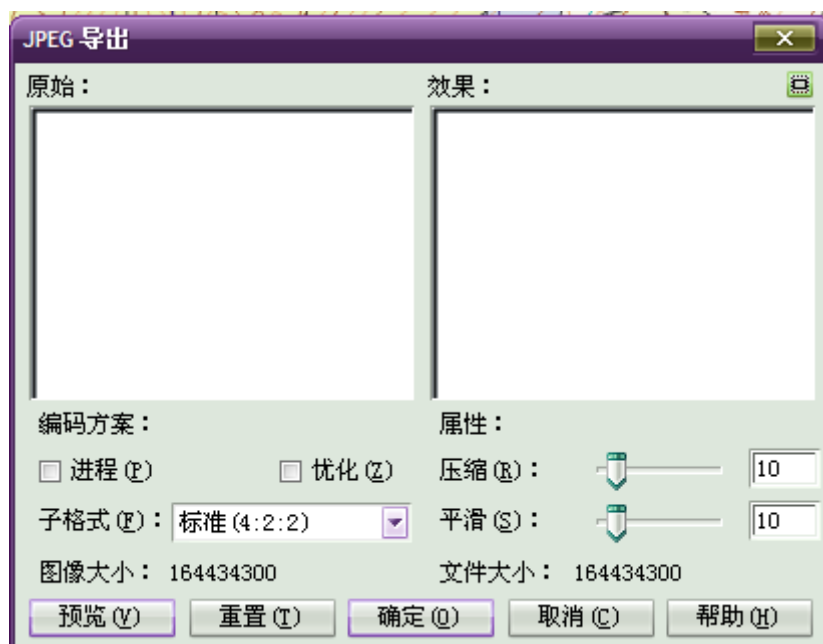 JPEG 导出
原始： 效果：
编码方案： 属性：
进程(P) 优化(Z) 压缩(R)： 10
子格式(F)： 标准(4:2:2) 平滑(S)： 10
图像大小： 164434300 文件大小： 164434300
预览(V) 重置(T) 确定(O) 取消(C) 帮助(H)